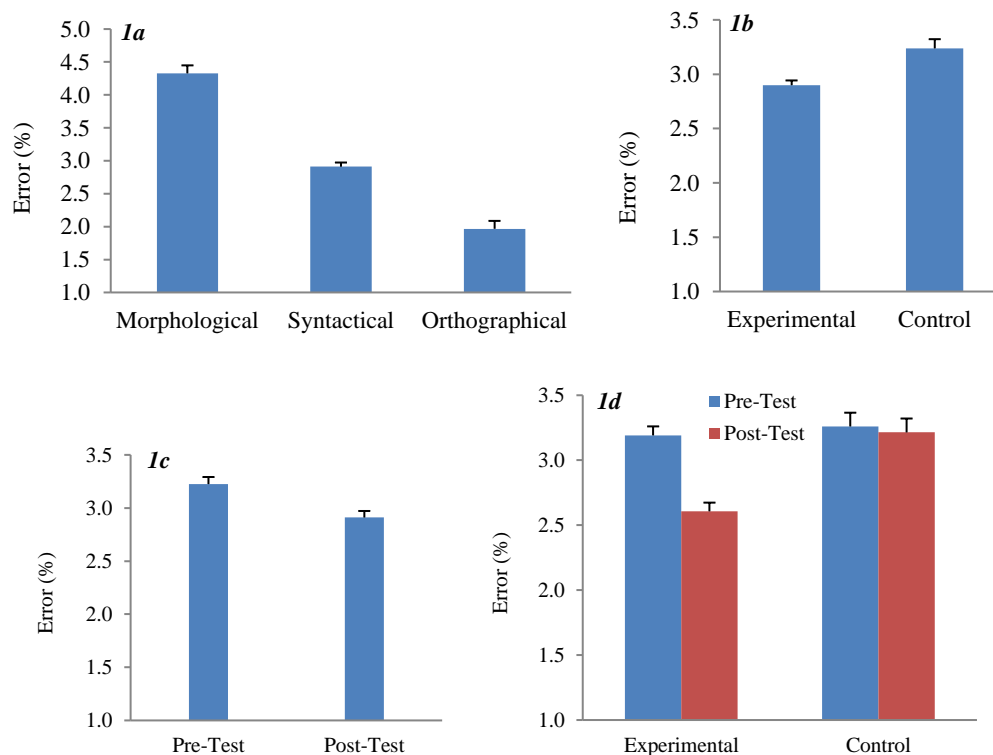 1a
Error (%)
5.0
4.5
4.0
3.5
3.0
2.5
2.0
1.5
1.0
Morphological Syntactical Orthographical
1b
Error (%)
3.5
3.0
2.5
2.0
1.5
1.0
Experimental Control
1c
Error (%)
3.5
3.0
2.5
2.0
1.5
1.0
Pre-Test Post-Test
1d
Pre-Test
Post-Test
Error (%)
3.5
3.0
2.5
2.0
1.5
1.0
Experimental Control